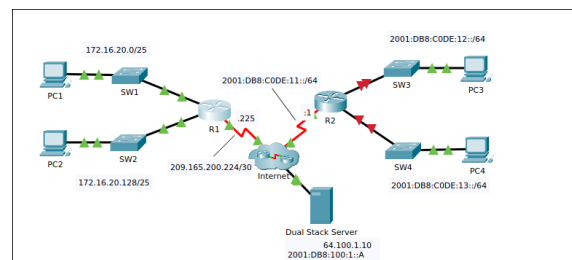 2001:DB8:C0DE:12::/64
172.16.20.0/25
PC1
SW1
2001:DB8:C0DE:11::/64
SW3
PC3
R1
.225
:1
R2
PC2
SW2
209.165.200.224/30
Internet
SW4
PC4
172.16.20.128/25
2001:DB8:C0DE:13::/64
Dual Stack Server
64.100.1.10
2001:DB8:100:1::A